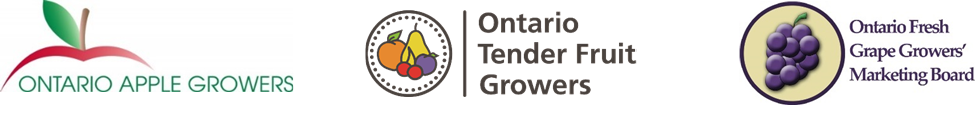 ONTARIO APPLE GROWERS
Ontario
Tender Fruit
Growers
Ontario Fresh
Grape Growers'
Marketing Board